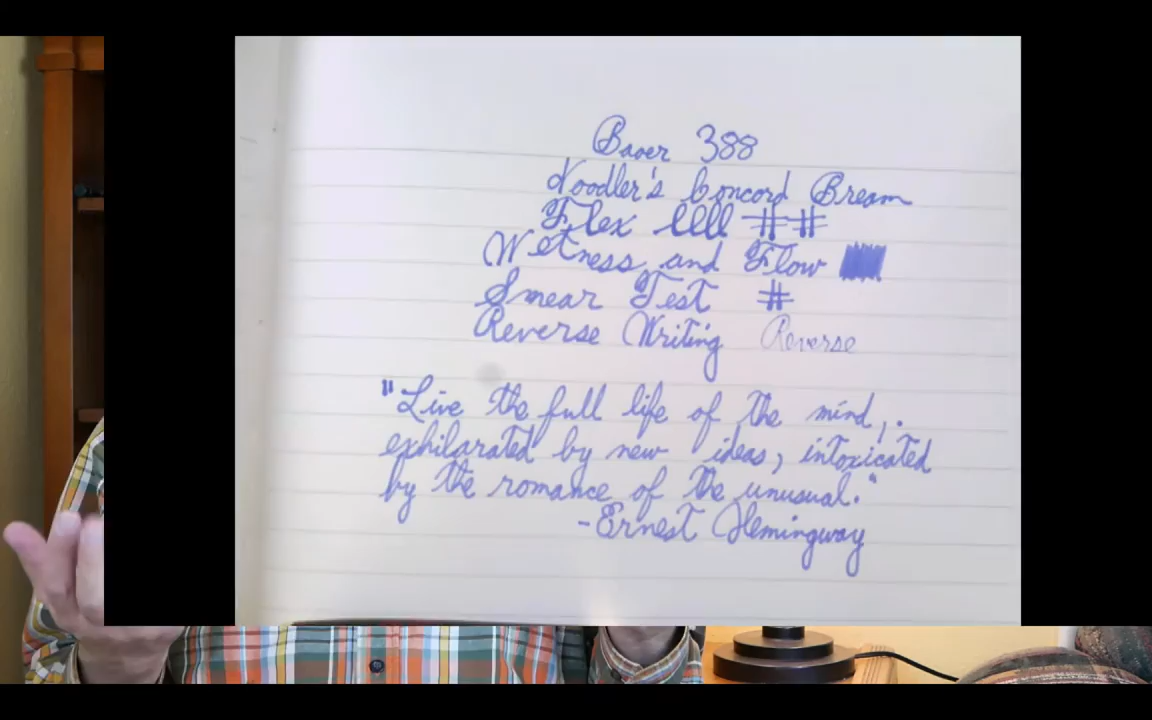 Baoer 388
Noodler's Concord Bream
Flex llll # #
Wetness and Flow
Smear Test #
Reverse Writing Reverse
"Live the full life of the mind,.
exhilarated by new ideas, intoxicated
by the romance of the unusual."
-Ernest Hemingway